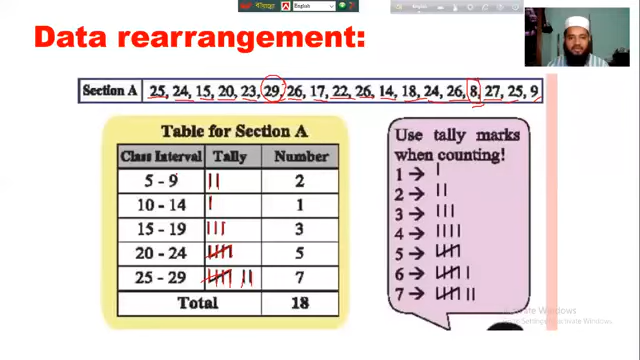 English
Data rearrangement:
Section A 25, 24, 15, 20, 23, 29, 26, 17, 22, 26, 14, 18, 24, 26, 8, 27, 25, 9
Table for Section A
Class Interval Tally Number
5 - 9 2
10 - 14 1
15 - 19 3
20 - 24 5
25 - 29 7
Total 18
Use tally marks
when counting!
1 →
2 →
3 →
4 →
5 →
6 →
7 →
Activate Windows